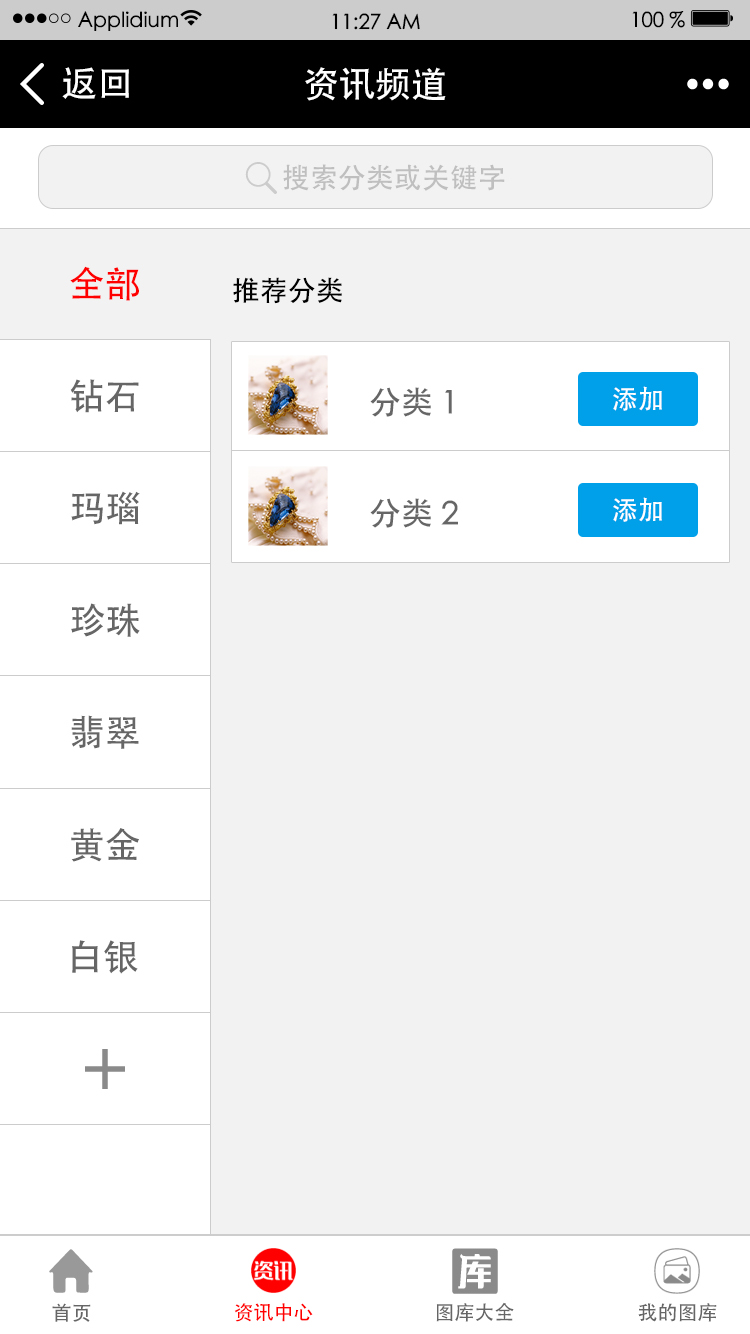 Applidium 11:27 AM 100 %
返回 资讯频道
搜索分类或关键字
全部
推荐分类
钻石
分类 1 添加
玛瑙
分类 2 添加
珍珠
翡翠
黄金
白银
资讯 库
首页 资讯中心 图库大全 我的图库